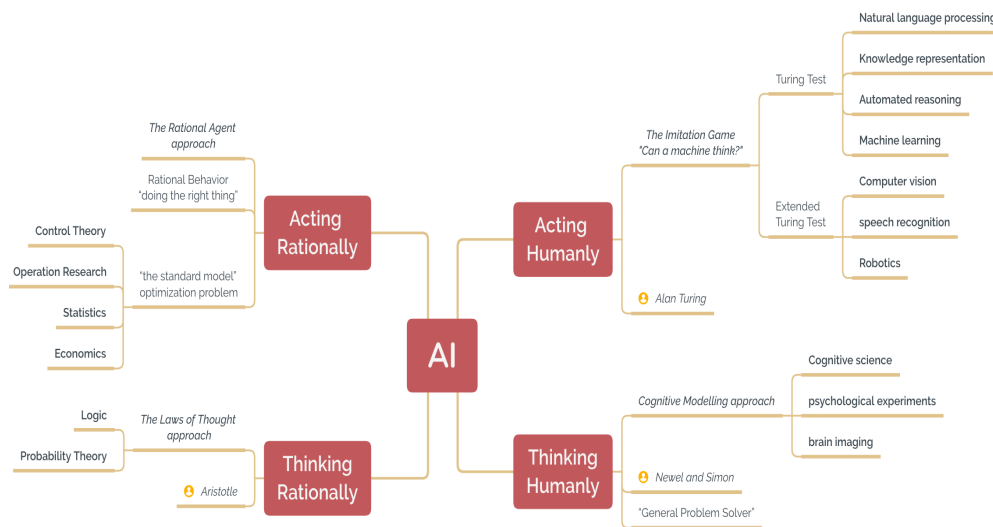 AI
Acting
Rationally
The Rational Agent
approach
Rational Behavior
“doing the right thing”
“the standard model”
optimization problem
Control Theory
Operation Research
Statistics
Economics
Thinking
Rationally
The Laws of Thought
approach
Logic
Probability Theory
Aristotle
Acting
Humanly
The Imitation Game
"Can a machine think?"
Turing Test
Natural language processing
Knowledge representation
Automated reasoning
Machine learning
Extended
Turing Test
Computer vision
speech recognition
Robotics
Alan Turing
Thinking
Humanly
Cognitive Modelling approach
Cognitive science
psychological experiments
brain imaging
Newel and Simon
“General Problem Solver”